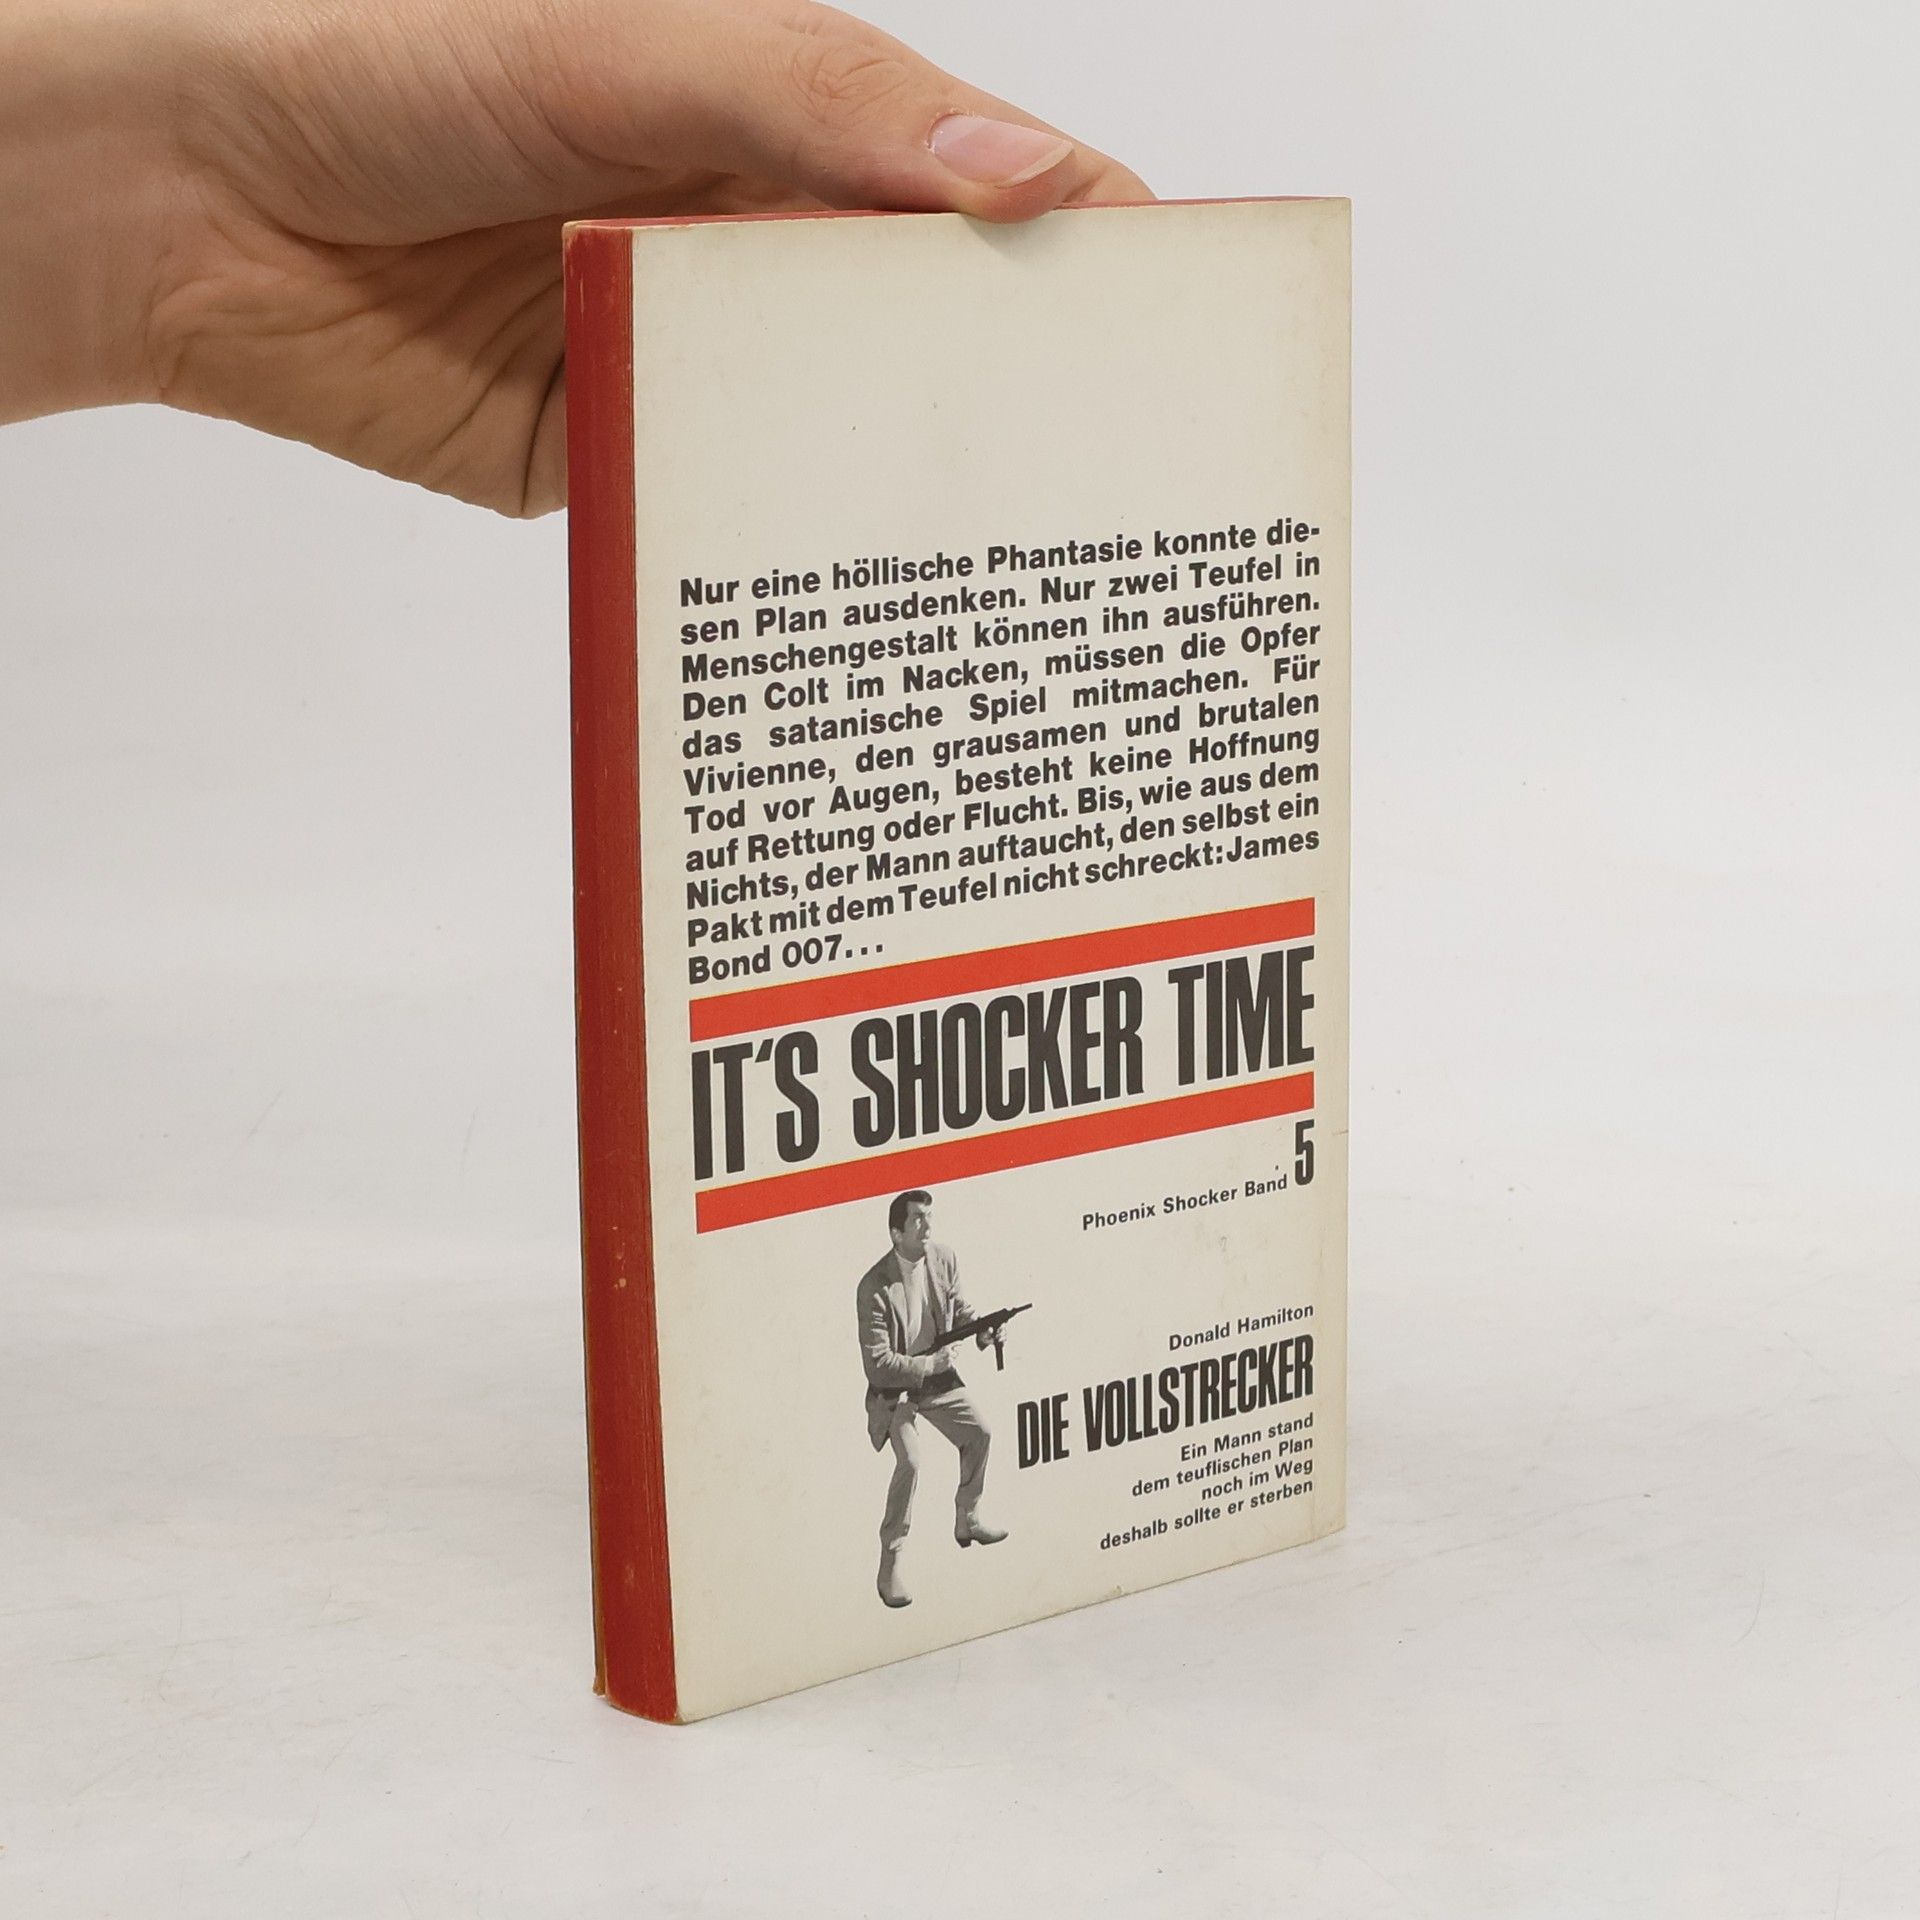 Nur eine höllische Phantasie konnte die-
sen Plan ausdenken. Nur zwei Teufel in
Menschengestalt können ihn ausführen.
Den Colt im Nacken, müssen die Opfer
das satanische Spiel mitmachen. Für
Vivienne, den grausamen und brutalen
Tod vor Augen, besteht keine Hoffnung
auf Rettung oder Flucht. Bis, wie aus dem
Nichts, der Mann auftaucht, den selbst ein
Pakt mit dem Teufel nicht schreckt: James
Bond 007...
IT'S SHOCKER TIME
Phoenix Shocker Band 5
Donald Hamilton
DIE VOLLSTRECKER
Ein Mann stand
dem teuflischen Plan
noch im Weg
deshalb sollte er sterben